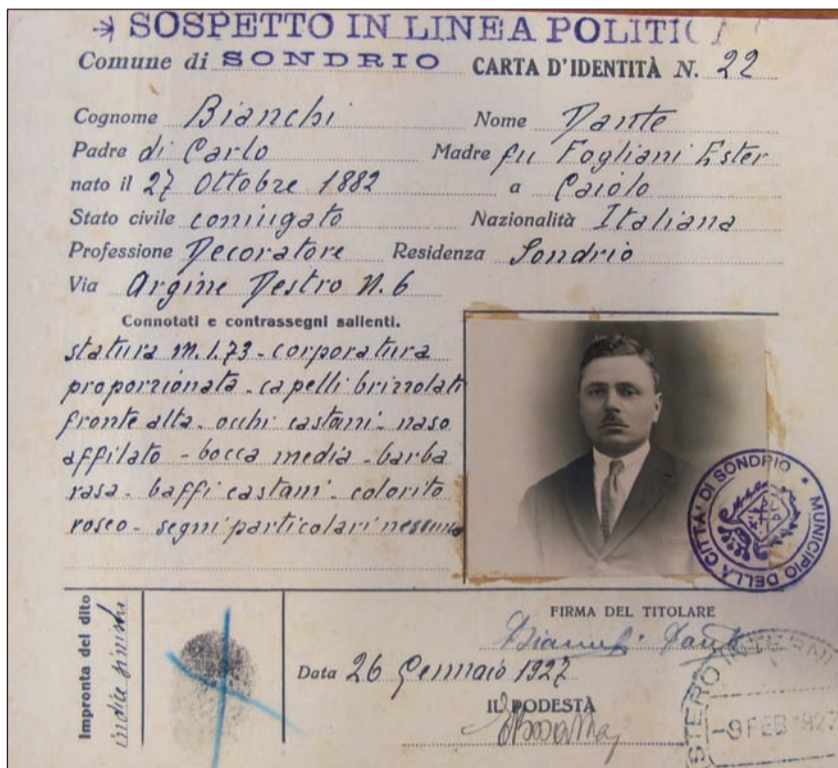 SOSPETTO IN LINEA POLITICA
Comune di SONDRIO CARTA D'IDENTITÀ N. 22
Cognome Bianchi Nome Dante
Padre di Carlo Madre fu Fogliani Ester
nato il 27 Ottobre 1882 a Caiolo
Stato civile coniugato Nazionalità Italiana
Professione Decoratore Residenza Sondrio
Via Argine Destro N. 6
Connotati e contrassegni salienti.
statura m. 1.73 - corporatura
proporzionata - capelli brizzolati
fronte alta - occhi castani - naso
affilato - bocca media - barba
rasa - baffi castani - colorito
roseo - segni particolari nessuno
MUNICIPIO DELLA CITTA' DI SONDRIO
Impronta del dito
indice sinistro
FIRMA DEL TITOLARE
Bianchi Dante
Data 26 Gennaio 1927
IL PODESTÀ
STERO INTERN
-9 FEB 1927